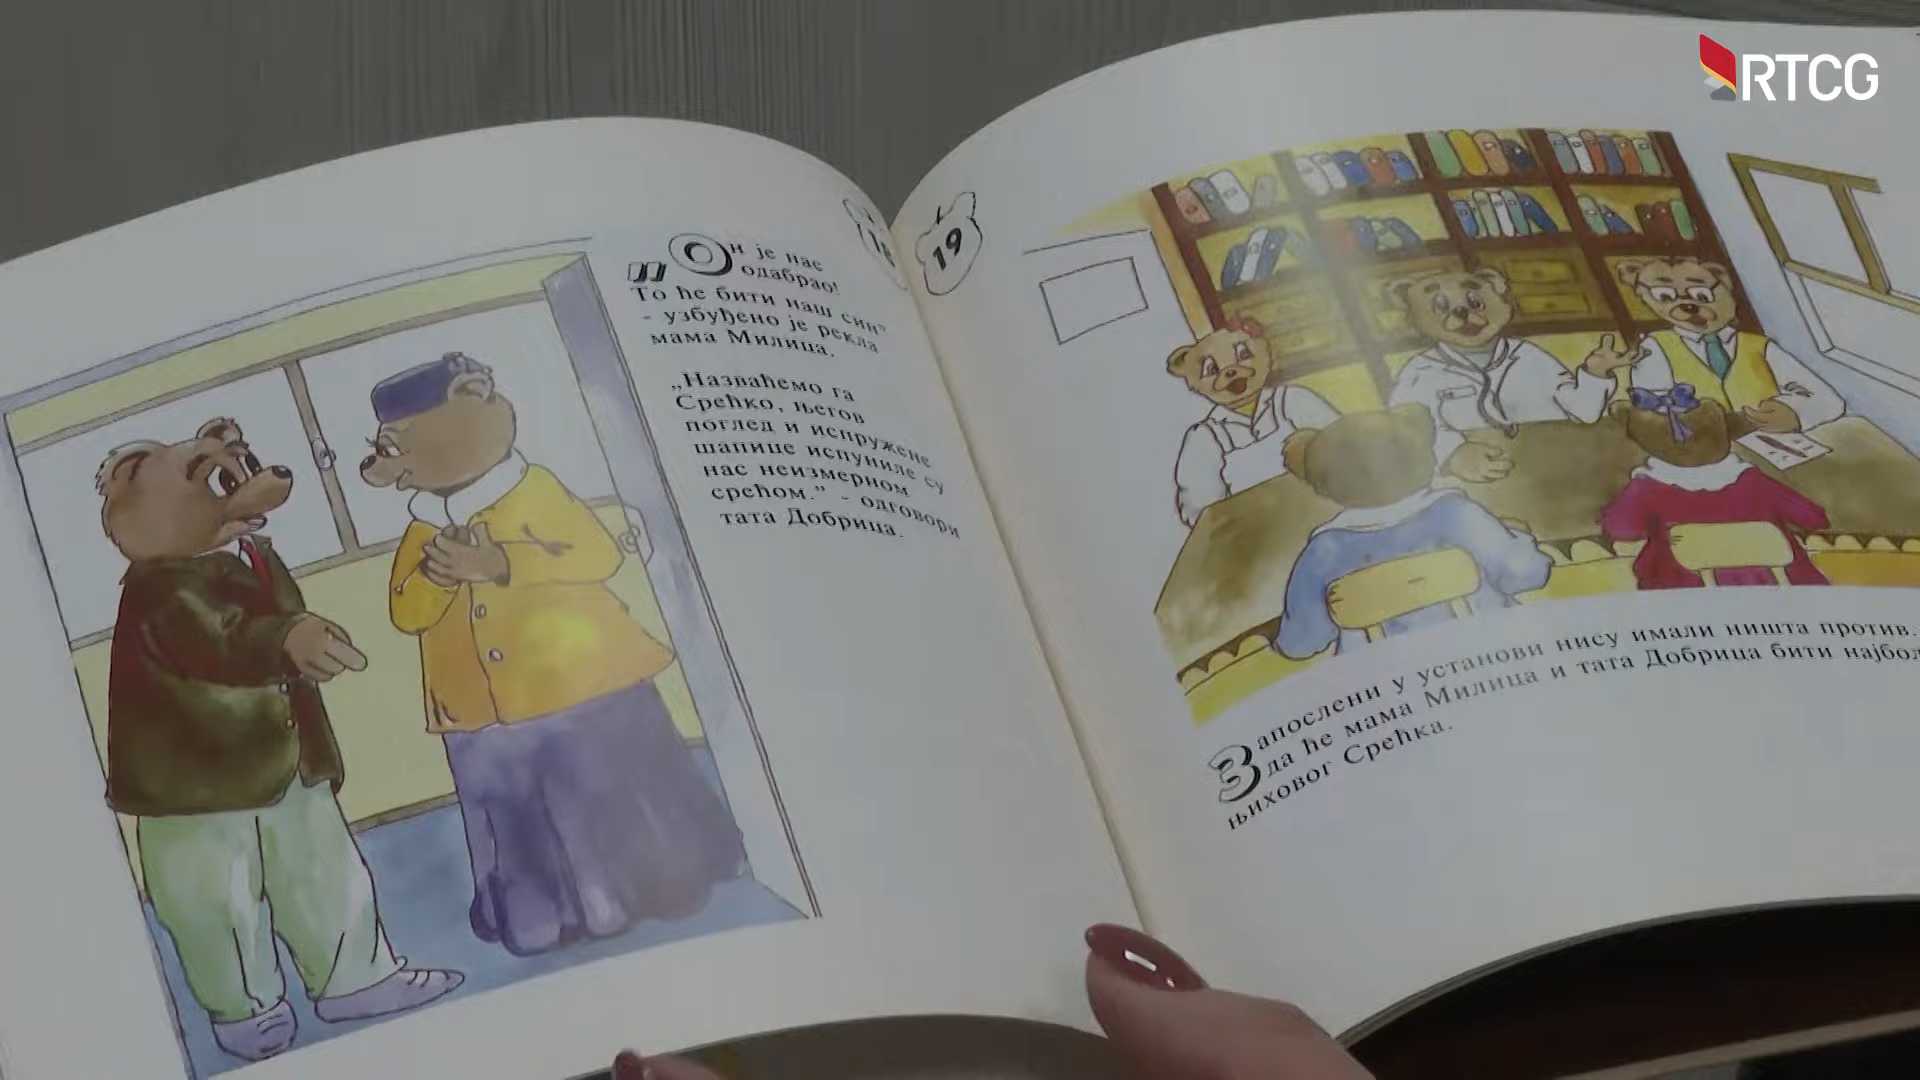 RTCG
18
„Он је нас
одабрао!
То ће бити наш син”
- узбуђено је рекла
мама Милица.
„Назваћемо га
Срећко, његов
поглед и испружене
шапице испуниле су
нас неизмерном
срећом.” - одговори
тата Добрица.
19
Запослени у установи нису имали ништа против.
да ће мама Милица и тата Добрица бити
њиховог Срећка.